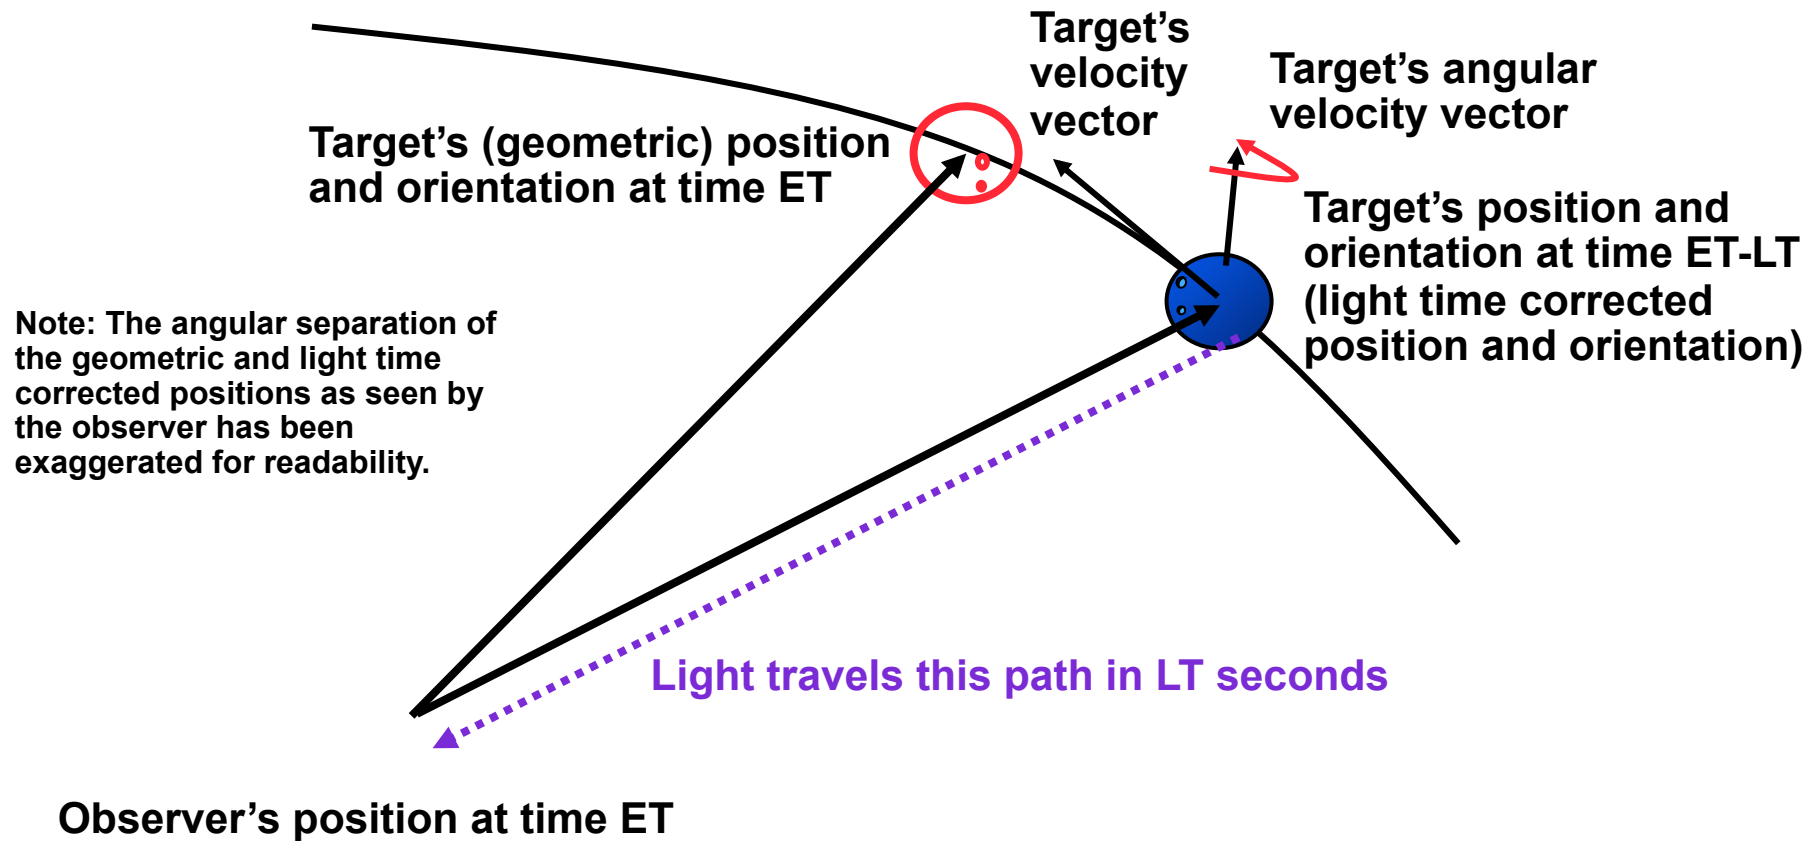 Target’s
velocity
vector
Target’s angular
velocity vector
Target’s (geometric) position
and orientation at time ET
Target’s position and
orientation at time ET-LT
(light time corrected
position and orientation)
Note: The angular separation of
the geometric and light time
corrected positions as seen by
the observer has been
exaggerated for readability.
Light travels this path in LT seconds
Observer’s position at time ET